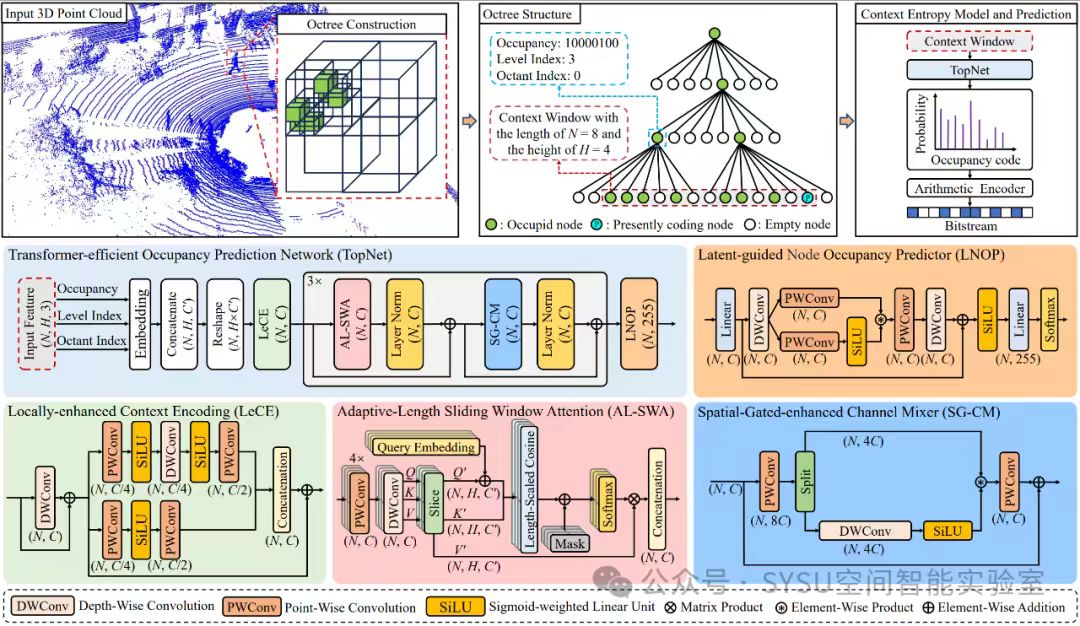 Input 3D Point Cloud
Octree Construction
Octree Structure
Occupancy: 10000100
Level Index: 3
Octant Index: 0
Context Window with
the length of N = 8 and
the height of H = 4
P
: Occupid node
P : Presently coding node
: Empty node
Context Entropy Model and Prediction
Context Window
TopNet
Probability
Occupancy code
Arithmetic Encoder
Bitstream
Transformer-efficient Occupancy Prediction Network (TopNet)
Input Feature
(N, H, 3)
Occupancy
Level Index
Octant Index
Embedding
Concatenate
(N, H, C')
Reshape
(N, H×C')
LeCE
(N, C)
3×
AL-SWA
(N, C)
Layer Norm
(N, C)
SG-CM
(N, C)
Layer Norm
(N, C)
LNOP
(N, 255)
Latent-guided Node Occupancy Predictor (LNOP)
Linear
(N, C)
DWConv
(N, C)
PWConv
(N, C)
PWConv
(N, C)
SiLU
PWConv
(N, C)
DWConv
(N, C)
SiLU
Linear
(N, 255)
Softmax
Locally-enhanced Context Encoding (LeCE)
DWConv
(N, C)
PWConv
(N, C/4)
SiLU
DWConv
(N, C/4)
SiLU
PWConv
(N, C/2)
PWConv
(N, C/4)
SiLU
PWConv
(N, C/2)
Concatenation
(N, C)
Adaptive-Length Sliding Window Attention (AL-SWA)
Query Embedding
4×
PWConv
(N, C)
DWConv
(N, C)
Q
K
V
Slice
Q'
(N, H, C')
K'
(N, H, C')
V'
(N, H, C')
Length-Scaled Cosine
Mask
Softmax
Concatenation
(N, C)
Spatial-Gated-enhanced Channel Mixer (SG-CM)
(N, C)
PWConv
(N, 8C)
Split
(N, 4C)
DWConv
(N, 4C)
SiLU
PWConv
(N, C)
公众号 · SYSU空间智能实验室
DWConv Depth-Wise Convolution
PWConv Point-Wise Convolution
SiLU Sigmoid-weighted Linear Unit
Matrix Product
Element-Wise Product
Element-Wise Addition